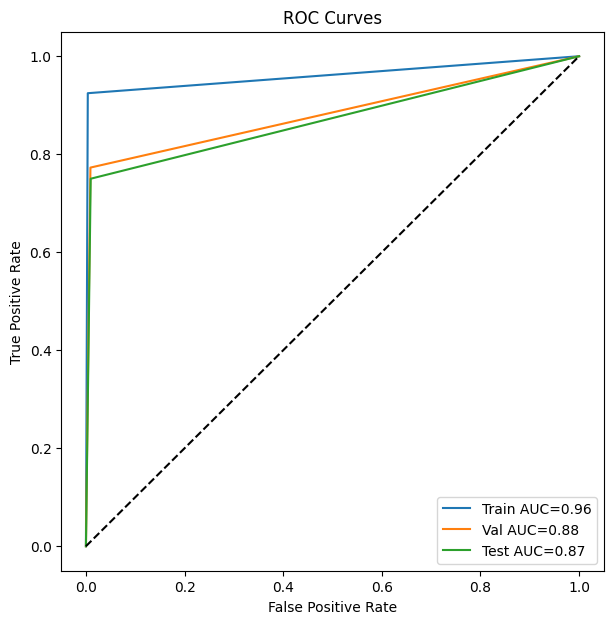 ROC Curves
True Positive Rate
1.0
0.8
0.6
0.4
0.2
0.0
0.0 0.2 0.4 0.6 0.8 1.0
False Positive Rate
Train AUC=0.96
Val AUC=0.88
Test AUC=0.87